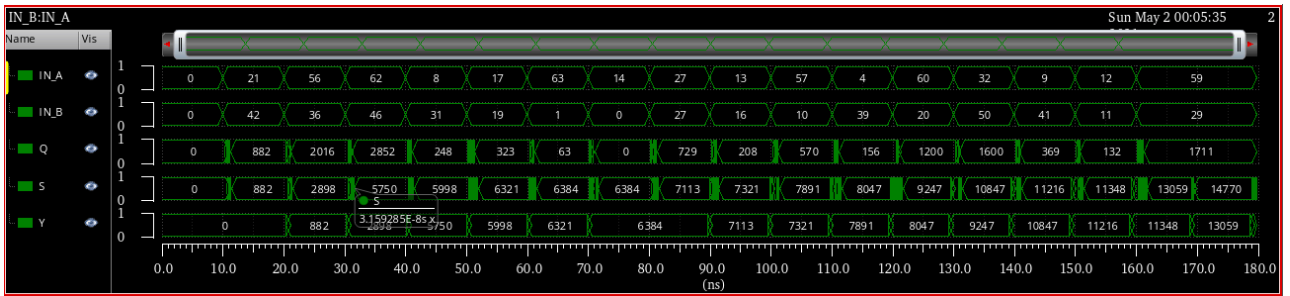 IN_B:IN_A Sun May 2 00:05:35 2
Name Vis
IN_A 1 0 0 21 56 62 8 17 63 14 27 13 57 4 60 32 9 12 59
IN_B 1 0 0 42 36 46 31 19 1 0 27 16 10 39 20 50 41 11 29
Q 1 0 0 882 2016 2852 248 323 63 0 729 208 570 156 1200 1600 369 132 1711
S 1 0 0 882 2898 5750 5998 6321 6384 6384 7113 7321 7891 8047 9247 10847 11216 11348 13059 14770
S
3.159285E-8s x
Y 1 0 0 882 2898 5750 5998 6321 6384 7113 7321 7891 8047 9247 10847 11216 11348 13059
0.0 10.0 20.0 30.0 40.0 50.0 60.0 70.0 80.0 90.0 100.0 110.0 120.0 130.0 140.0 150.0 160.0 170.0 180.0
(ns)